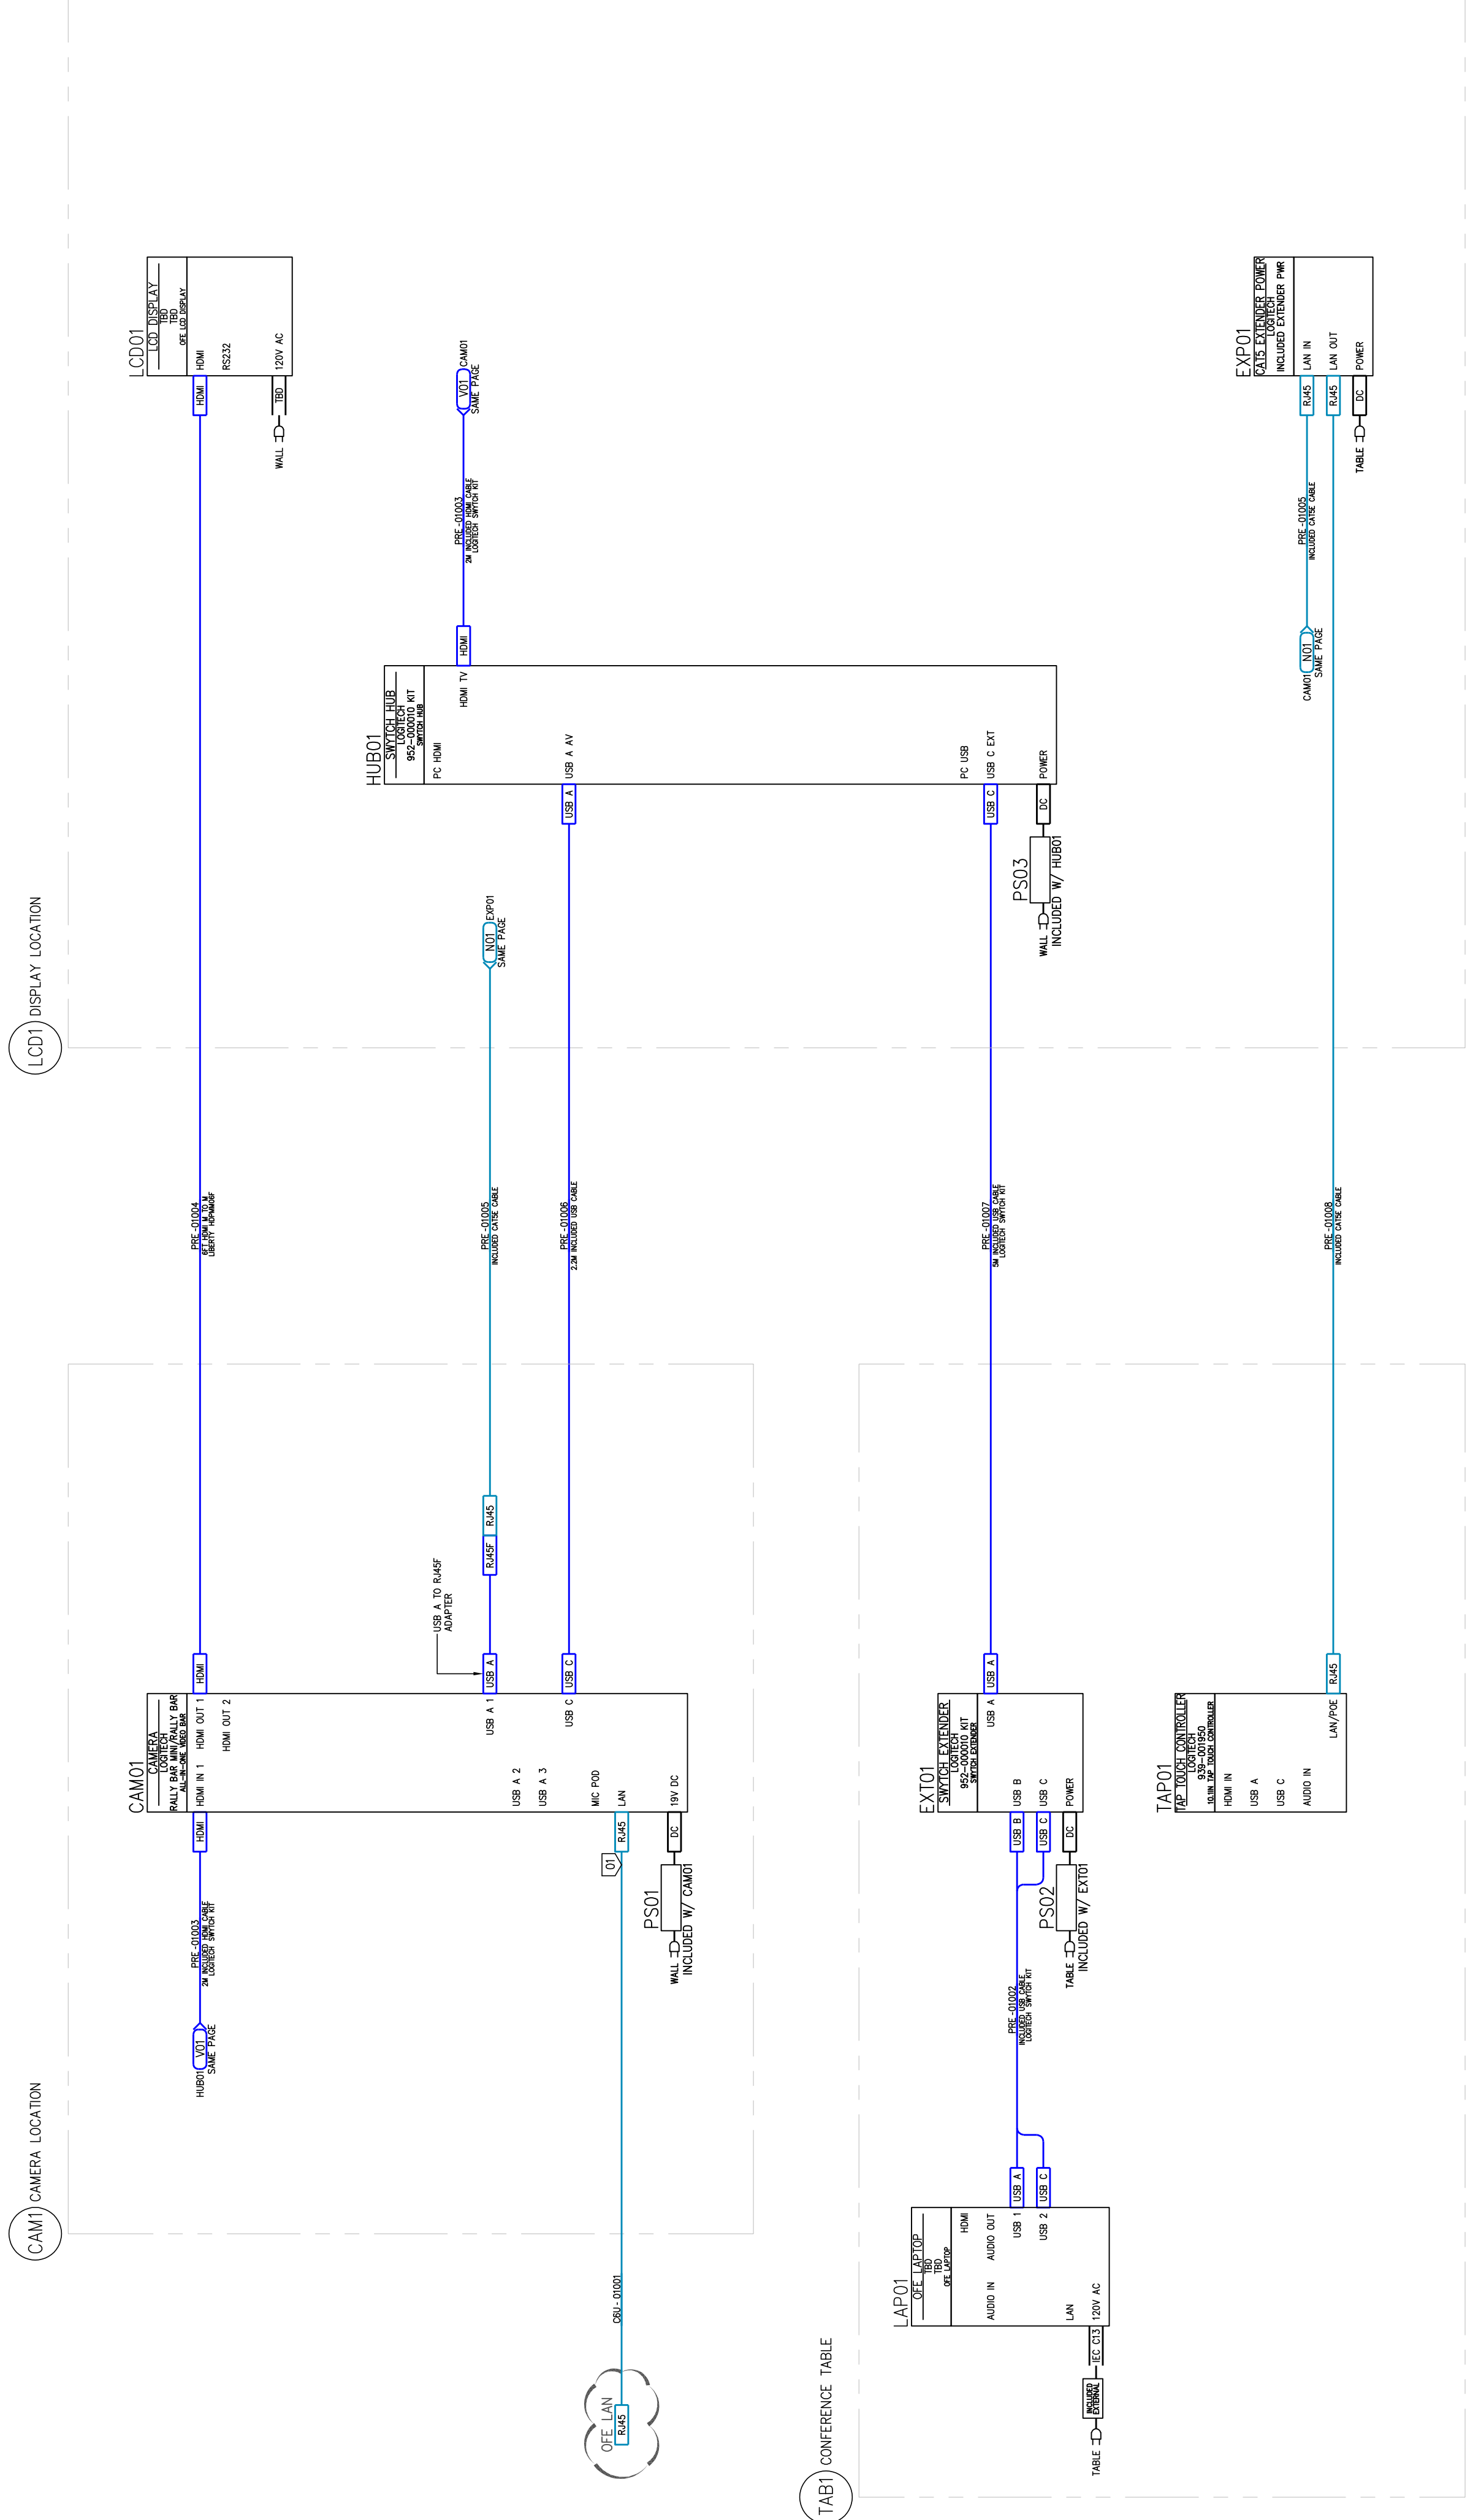 CAM1 CAMERA LOCATION
LCD1 DISPLAY LOCATION
TAB1 CONFERENCE TABLE
HUB01 V01
SAME PAGE
PRE-01003
2M INCLUDED HDMI CABLE
LOGITECH SWYTCH KIT
HDMI
CAM01
CAMERA
LOGITECH
RALLY BAR MINI/RALLY BAR
ALL-IN-ONE VIDEO BAR
HDMI IN 1 HDMI OUT 1
HDMI OUT 2
USB A 1
USB A 2
USB C
USB A 3
MIC POD
LAN
19V DC
HDMI
PRE-01004
6FT HDMI M TO M
LIBERTY HDPMM06F
HDMI
LCD01
LCD DISPLAY
TBD
TBD
OFE LCD DISPLAY
HDMI
RS232
120V AC
TBD
WALL
USB A TO RJ45F
ADAPTER
USB A
RJ45F
RJ45
PRE-01005
INCLUDED CAT5E CABLE
N01 EXP01
SAME PAGE
USB C
PRE-01006
2.2M INCLUDED USB CABLE
USB A
OFE LAN
RJ45
C6U-01001
01
RJ45
DC
PS01
WALL
INCLUDED W/ CAM01
HUB01
SWYTCH HUB
LOGITECH
952-000010 KIT
SWYTCH HUB
PC HDMI
HDMI TV
USB A AV
PC USB
USB C EXT
POWER
HDMI
PRE-01003
2M INCLUDED HDMI CABLE
LOGITECH SWYTCH KIT
V01 CAM01
SAME PAGE
USB C
DC
PS03
WALL
INCLUDED W/ HUB01
LAP01
OFE LAPTOP
TBD
TBD
OFE LAPTOP
HDMI
AUDIO IN AUDIO OUT
USB 1
USB 2
LAN
120V AC
IEC C13
INCLUDED
EXTERNAL
TABLE
USB A
USB C
PRE-01002
INCLUDED USB CABLE
LOGITECH SWYTCH KIT
USB B
USB C
DC
PS02
TABLE
INCLUDED W/ EXT01
EXT01
SWYTCH EXTENDER
LOGITECH
952-000010 KIT
SWYTCH EXTENDER
USB A
USB B
USB C
POWER
USB A
PRE-01007
5M INCLUDED USB CABLE
LOGITECH SWYTCH KIT
TAP01
TAP TOUCH CONTROLLER
LOGITECH
939-001950
10.1IN TAP TOUCH CONTROLLER
HDMI IN
USB A
USB C
AUDIO IN
LAN/POE
RJ45
PRE-01008
INCLUDED CAT5E CABLE
CAM01 N01
SAME PAGE
PRE-01005
INCLUDED CAT5E CABLE
RJ45
RJ45
DC
TABLE
EXP01
CAT5 EXTENDER POWER
LOGITECH
INCLUDED EXTENDER PWR
LAN IN
LAN OUT
POWER